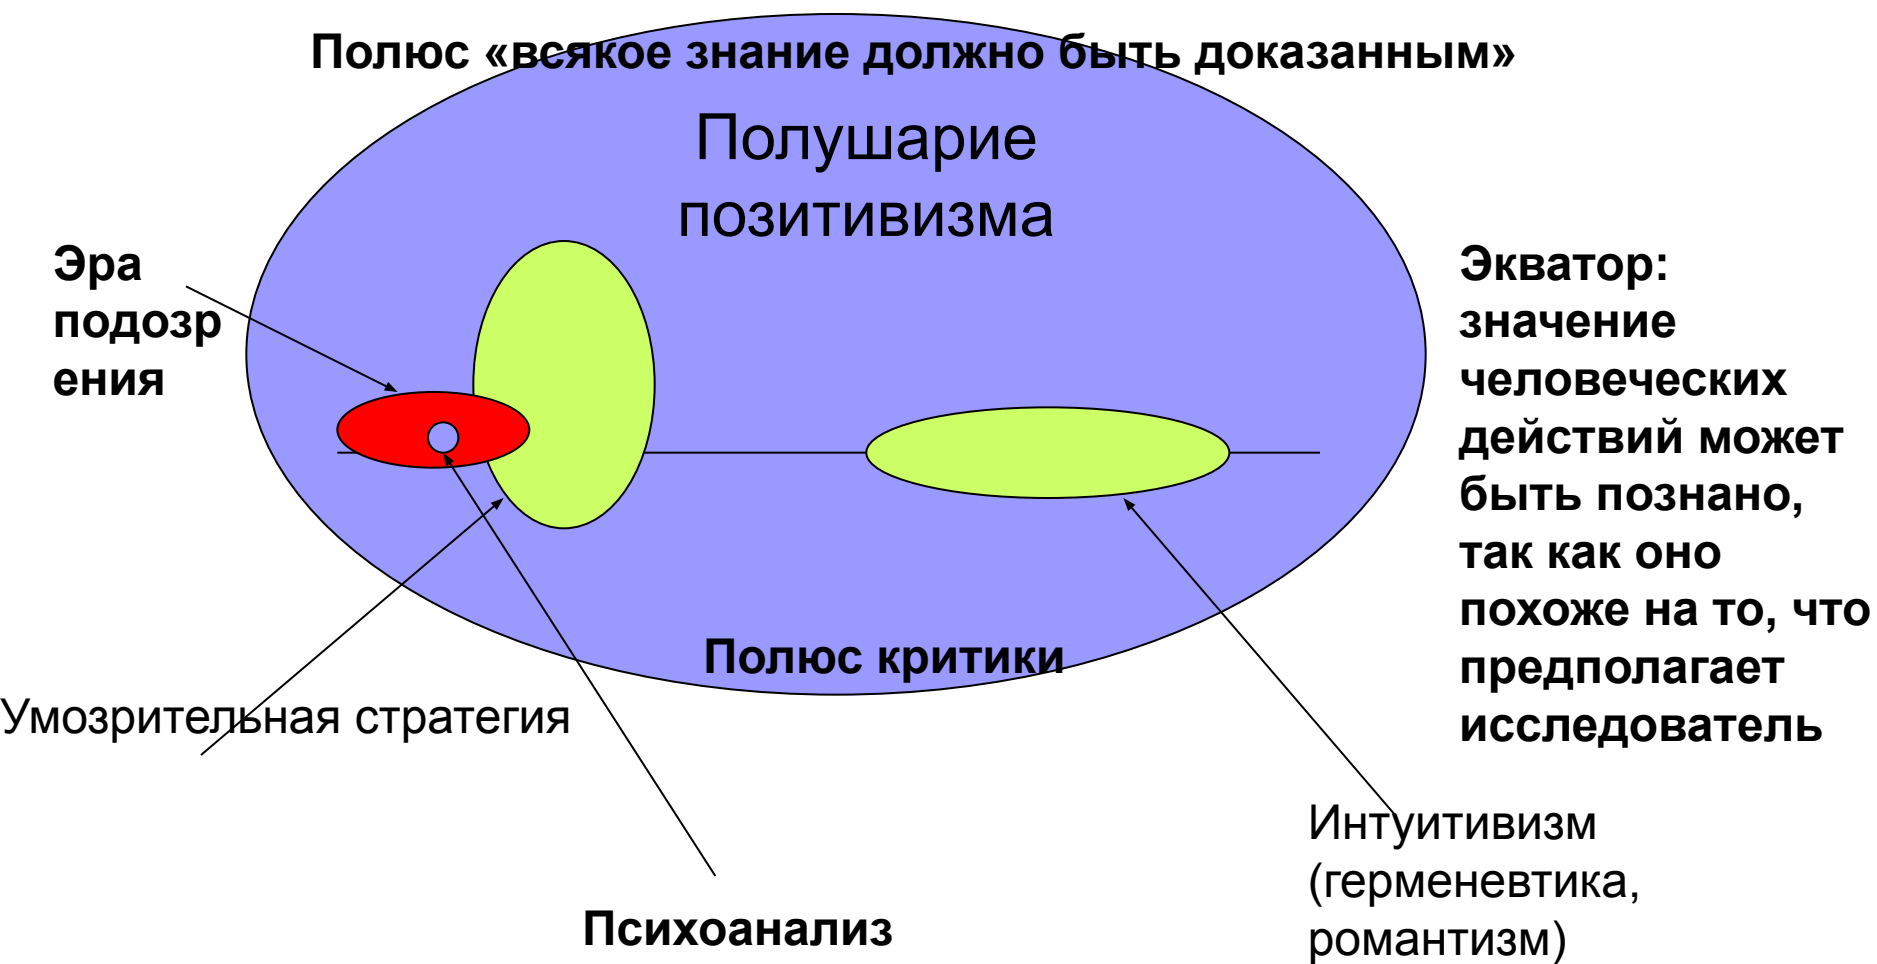 Полюс «всякое знание должно быть доказанным»
Полушарие
позитивизма
Эра
подозр
ения
Экватор:
значение
человеческих
действий может
быть познано,
так как оно
похоже на то, что
предполагает
исследователь
Полюс критики
Умозрительная стратегия
Интуитивизм
(герменевтика,
романтизм)
Психоанализ